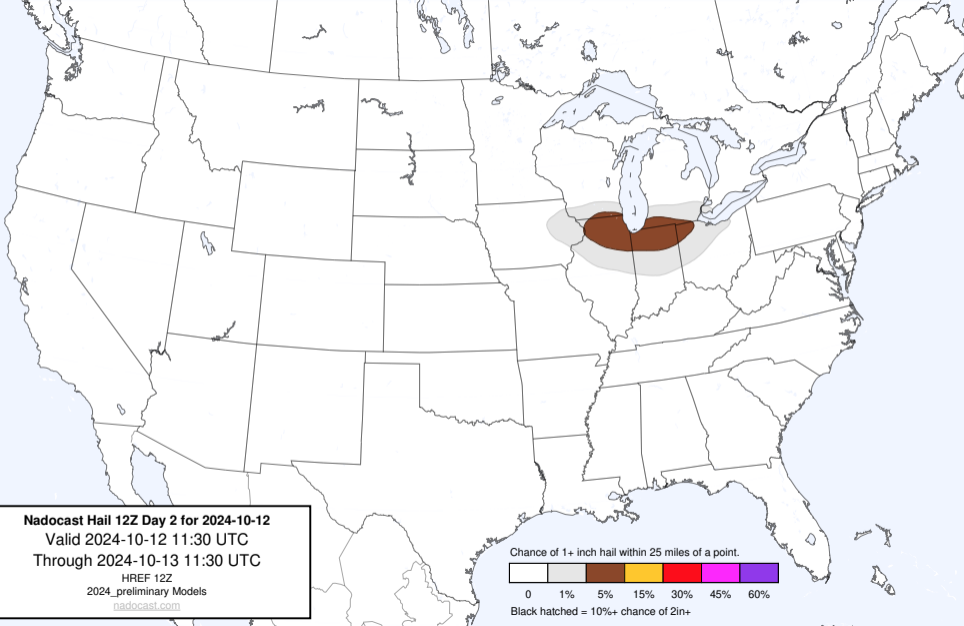 Nadocast Hail 12Z Day 2 for 2024-10-12
Valid 2024-10-12 11:30 UTC
Through 2024-10-13 11:30 UTC
HREF 12Z
2024_preliminary Models
nadocast.com
Chance of 1+ inch hail within 25 miles of a point.
0 1% 5% 15% 30% 45% 60%
Black hatched = 10%+ chance of 2in+